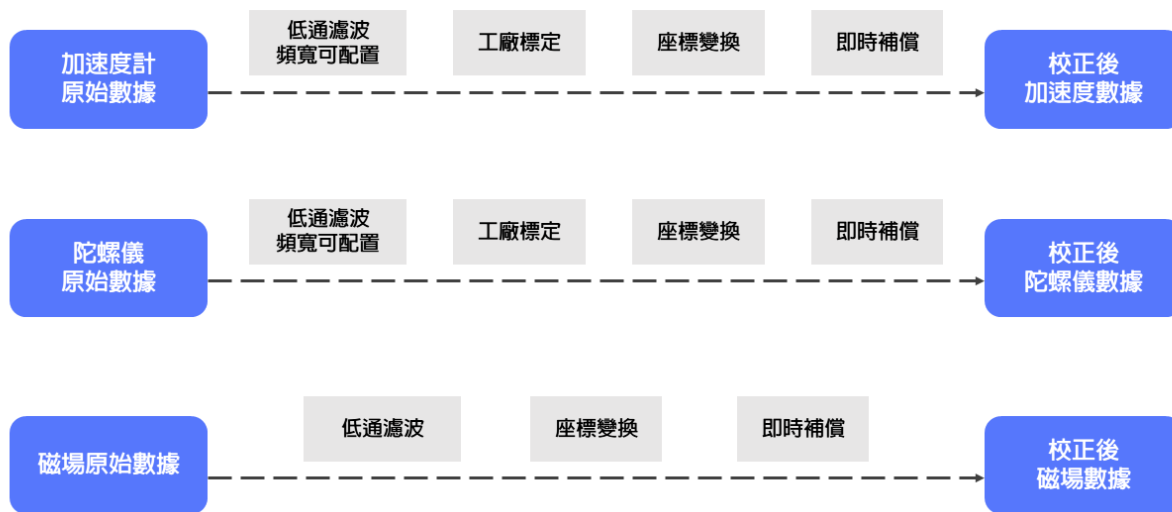 加速度計
原始數據
低通濾波
頻寬可配置
工廠標定
座標變換
即時補償
校正後
加速度數據
陀螺儀
原始數據
低通濾波
頻寬可配置
工廠標定
座標變換
即時補償
校正後
陀螺儀數據
磁場原始數據
低通濾波
座標變換
即時補償
校正後
磁場數據